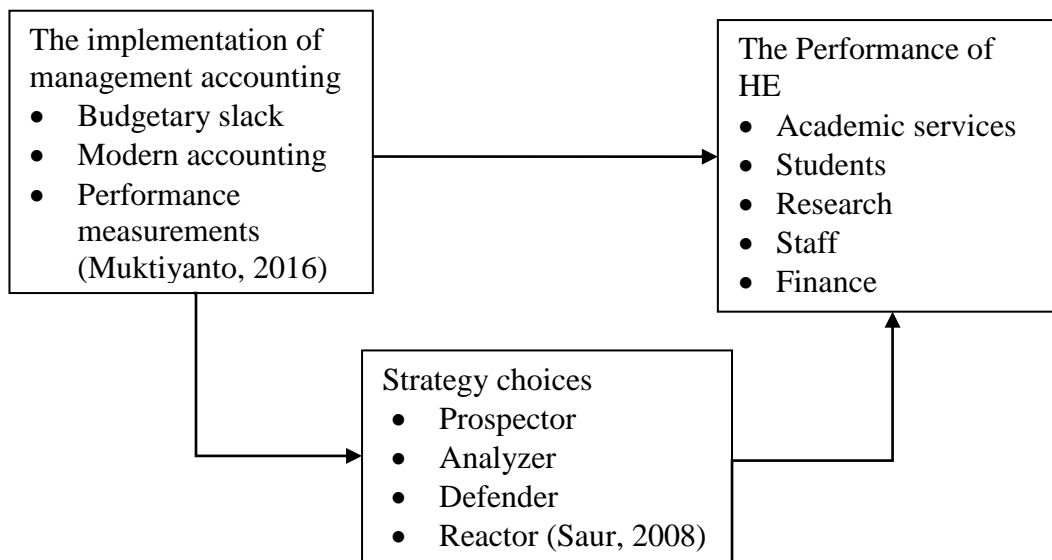 The implementation of
management accounting
• Budgetary slack
• Modern accounting
• Performance
measurements
(Muktiyanto, 2016)
The Performance of
HE
• Academic services
• Students
• Research
• Staff
• Finance
Strategy choices
• Prospector
• Analyzer
• Defender
• Reactor (Saur, 2008)